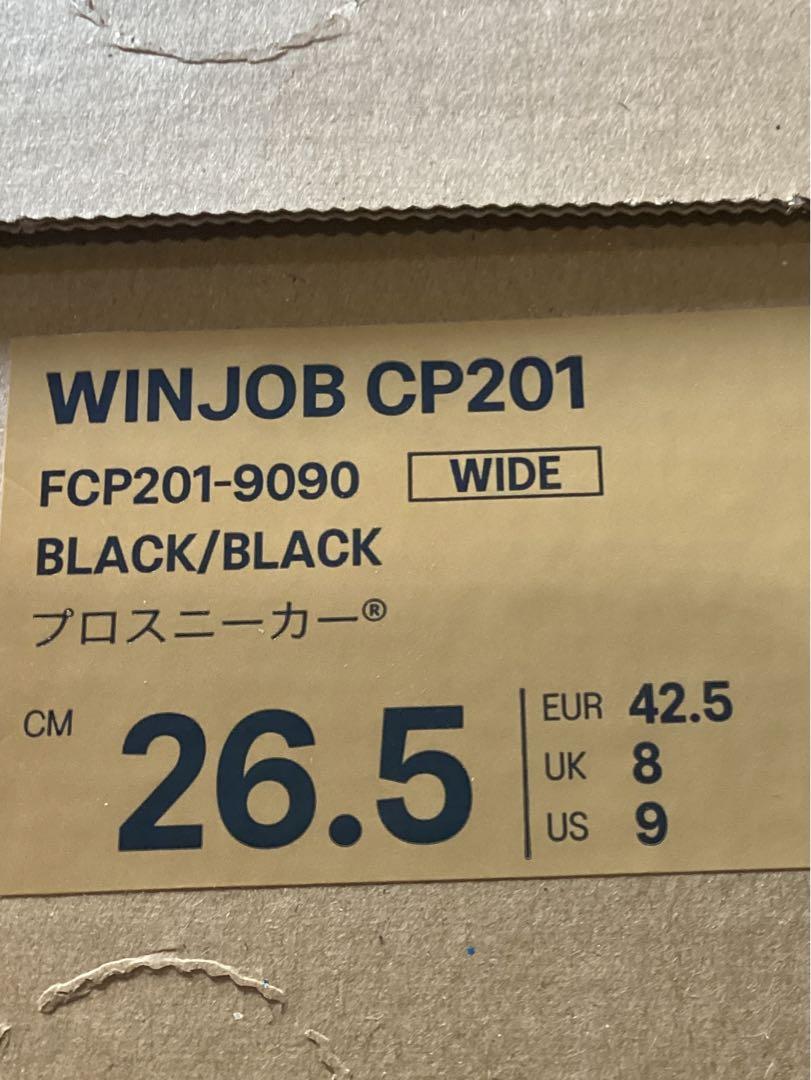 WINJOB CP201
FCP201-9090 WIDE
BLACK/BLACK
プロスニーカー®
CM 26.5
EUR 42.5
UK 8
US 9